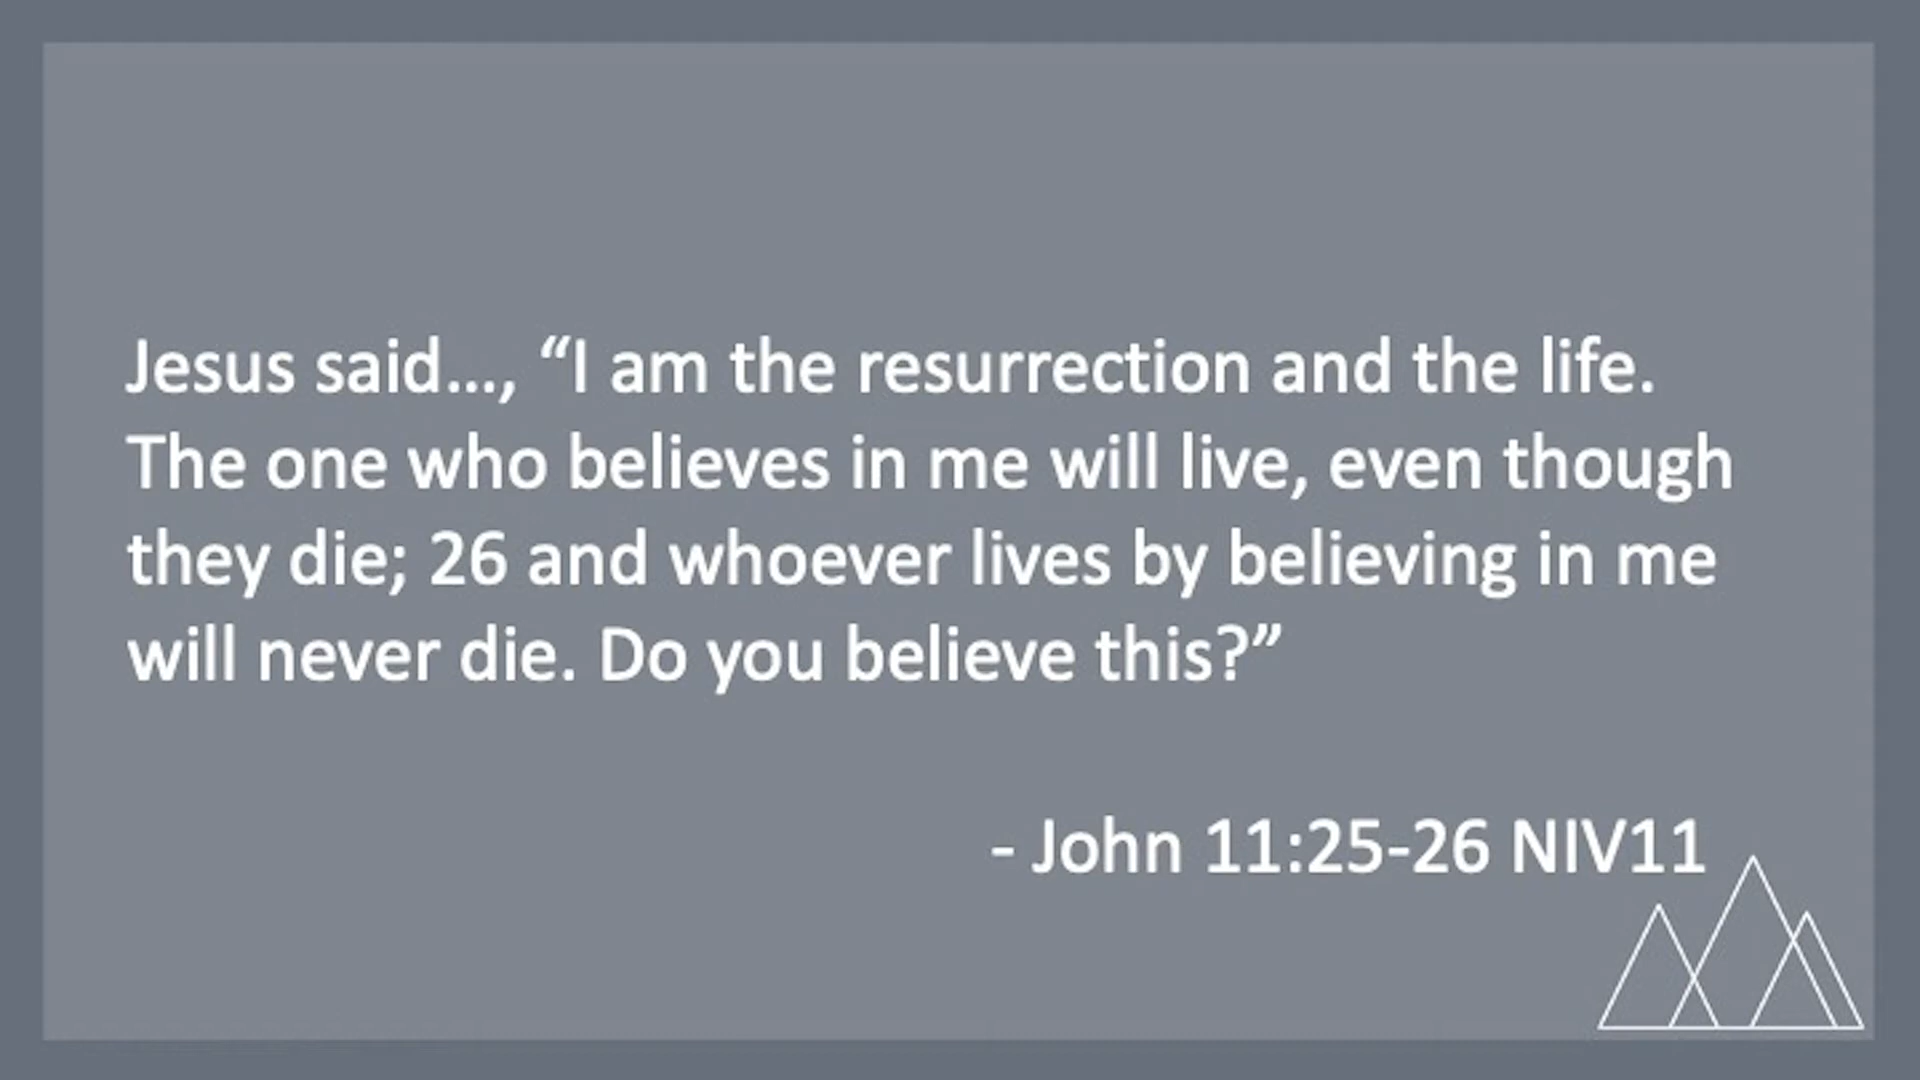 Jesus said..., “I am the resurrection and the life.
The one who believes in me will live, even though
they die; 26 and whoever lives by believing in me
will never die. Do you believe this?”
- John 11:25-26 NIV11